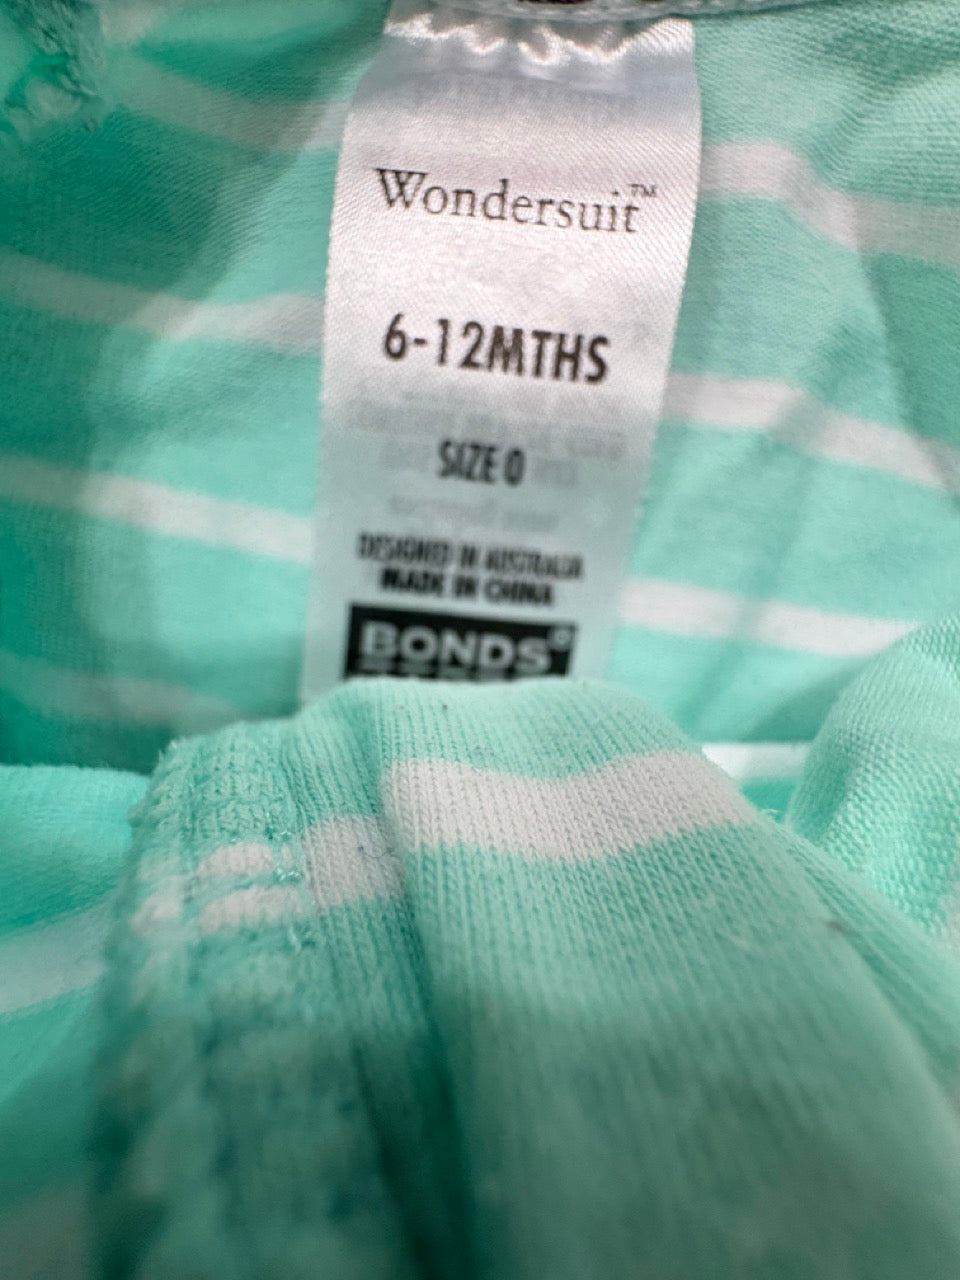 Wondersuit™
6-12MTHS
SIZE 0
DESIGNED IN AUSTRALIA
MADE IN CHINA
BONDS®